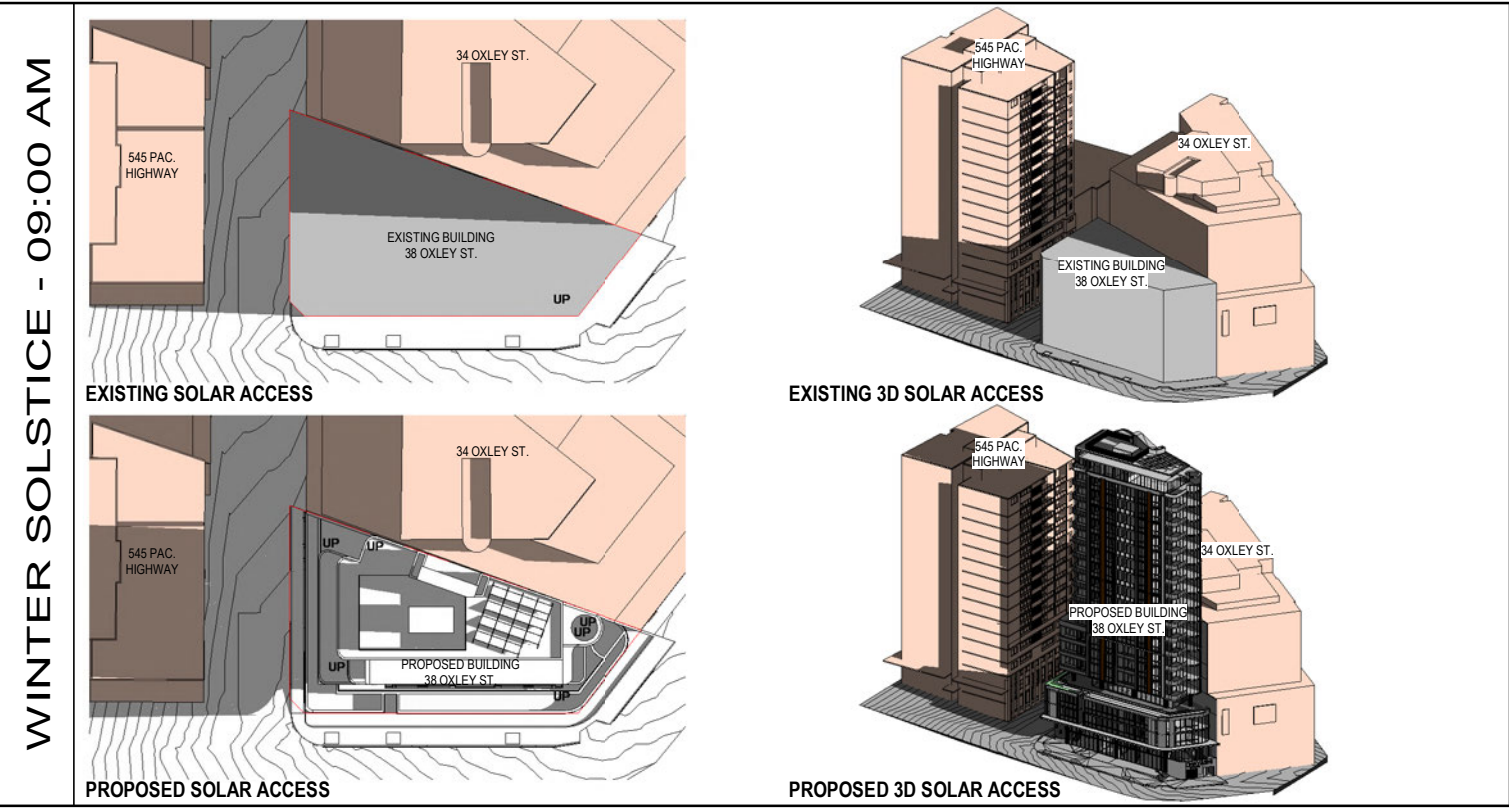 WINTER SOLSTICE - 09:00 AM
34 OXLEY ST.
545 PAC.
HIGHWAY
EXISTING BUILDING
38 OXLEY ST.
UP
EXISTING SOLAR ACCESS
545 PAC.
HIGHWAY
34 OXLEY ST.
EXISTING BUILDING
38 OXLEY ST.
EXISTING 3D SOLAR ACCESS
34 OXLEY ST.
545 PAC.
HIGHWAY
UP
UP
UP
UP
UP
PROPOSED BUILDING
38 OXLEY ST.
UP
PROPOSED SOLAR ACCESS
545 PAC.
HIGHWAY
34 OXLEY ST.
PROPOSED BUILDING
38 OXLEY ST.
PROPOSED 3D SOLAR ACCESS